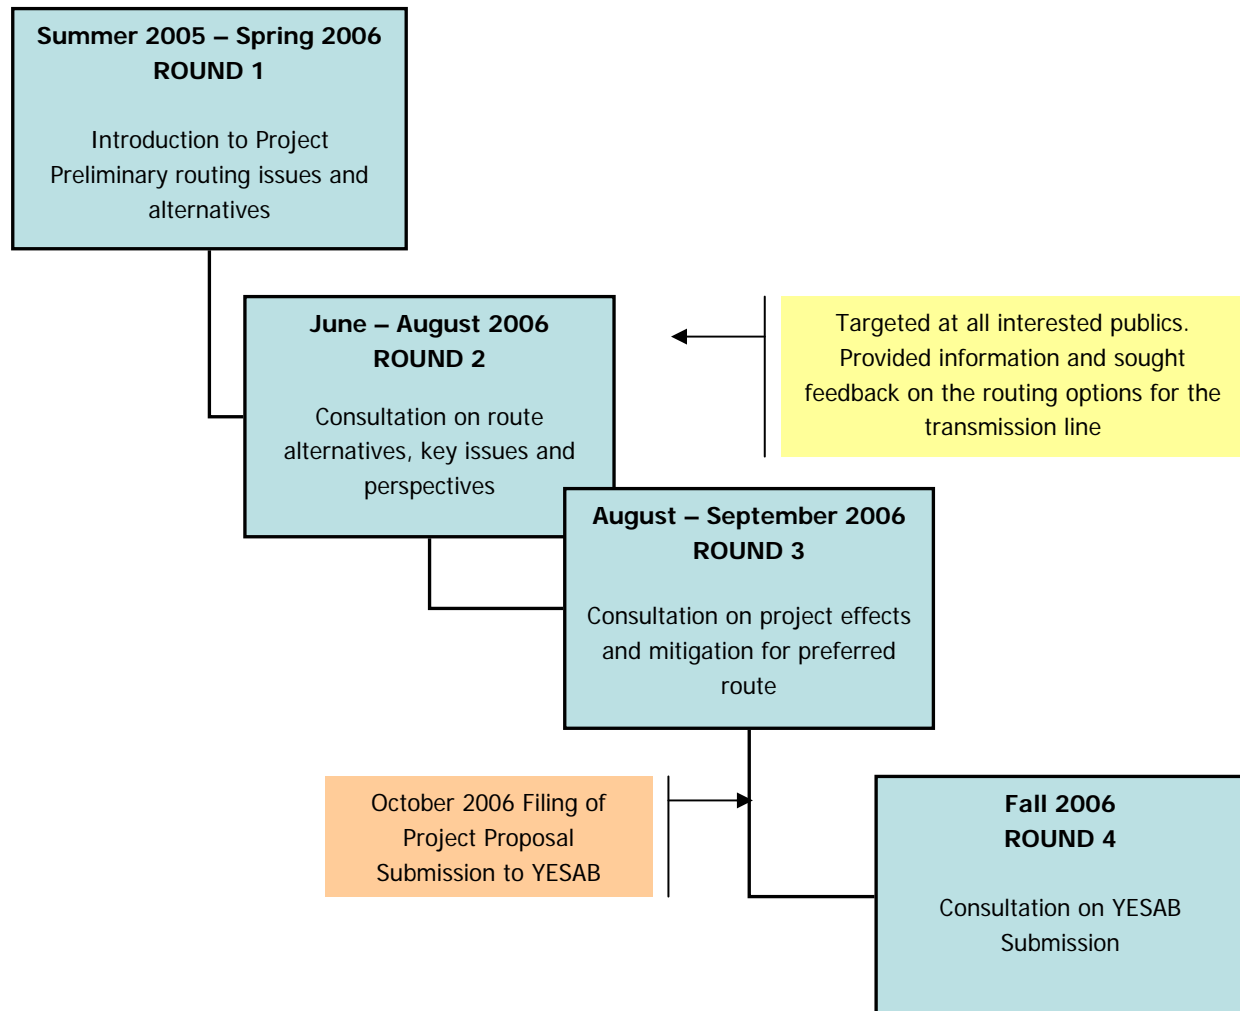 Summer 2005 – Spring 2006
ROUND 1
Introduction to Project
Preliminary routing issues and
alternatives
June – August 2006
ROUND 2
Consultation on route
alternatives, key issues and
perspectives
Targeted at all interested publics.
Provided information and sought
feedback on the routing options for the
transmission line
August – September 2006
ROUND 3
Consultation on project effects
and mitigation for preferred
route
October 2006 Filing of
Project Proposal
Submission to YESAB
Fall 2006
ROUND 4
Consultation on YESAB
Submission